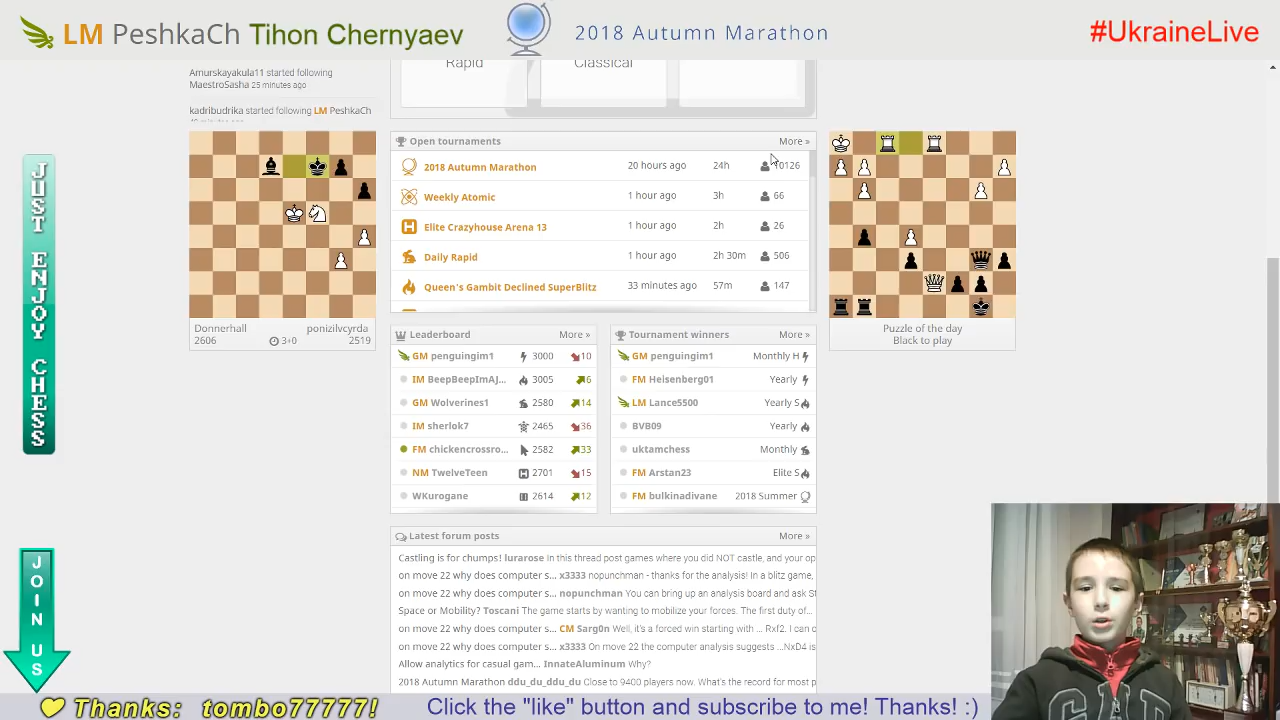 LM PeshkaCh Tihon Chernyaev
2018 Autumn Marathon
#UkraineLive
Amurskayakula11 started following
MaestroSasha 25 minutes ago
kadribudrika started following LM PeshkaCh
Rapid
Classical
JUST ENJOY CHESS
JOIN US
Donnerhall ponizilvcyrda
2606 3+0 2519
Open tournaments More »
2018 Autumn Marathon 20 hours ago 24h 10126
Weekly Atomic 1 hour ago 3h 66
Elite Crazyhouse Arena 13 1 hour ago 2h 26
Daily Rapid 1 hour ago 2h 30m 506
Queen's Gambit Declined SuperBlitz 33 minutes ago 57m 147
Puzzle of the day
Black to play
Leaderboard More »
GM penguingim1 3000 10
IM BeepBeepImAJ... 3005 6
GM Wolverines1 2580 14
IM sherlok7 2465 36
FM chickencrossro... 2582 33
NM TwelveTeen 2701 15
WKurogane 2614 12
Tournament winners More »
GM penguingim1 Monthly H
FM Heisenberg01 Yearly
LM Lance5500 Yearly S
BVB09 Yearly
uktamchess Monthly
FM Arstan23 Elite S
FM bulkinadivane 2018 Summer
Latest forum posts More »
Castling is for chumps! lurarose In this thread post games where you did NOT castle, and your op
on move 22 why does computer s... x3333 nopunchman - thanks for the analysis! In a blitz game,
on move 22 why does computer s... nopunchman You can bring up an analysis board and ask St
Space or Mobility? Toscani The game starts by wanting to mobilize your forces. The first duty of...
on move 22 why does computer s... CM Sarg0n Well, it's a forced win starting with ... Rxf2. I can o
on move 22 why does computer s... x3333 On move 22 the computer analysis suggests ...NxD4 is
Allow analytics for casual gam... InnateAluminum Why?
2018 Autumn Marathon ddu_du_ddu_du Close to 9400 players now. What's the record for most p
GAP
Thanks: tombo77777! Click the "like" button and subscribe to me! Thanks! :)